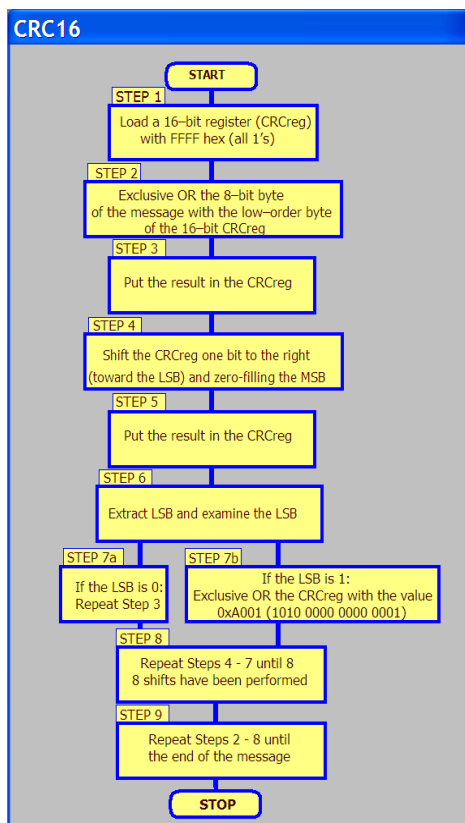 CRC16
START
STEP 1
Load a 16–bit register (CRCreg)
with FFFF hex (all 1's)
STEP 2
Exclusive OR the 8–bit byte
of the message with the low–order byte
of the 16–bit CRCreg
STEP 3
Put the result in the CRCreg
STEP 4
Shift the CRCreg one bit to the right
(toward the LSB) and zero-filling the MSB
STEP 5
Put the result in the CRCreg
STEP 6
Extract LSB and examine the LSB
STEP 7a
If the LSB is 0:
Repeat Step 3
STEP 7b
If the LSB is 1:
Exclusive OR the CRCreg with the value
0xA001 (1010 0000 0000 0001)
STEP 8
Repeat Steps 4 - 7 until 8
8 shifts have been performed
STEP 9
Repeat Steps 2 - 8 until
the end of the message
STOP